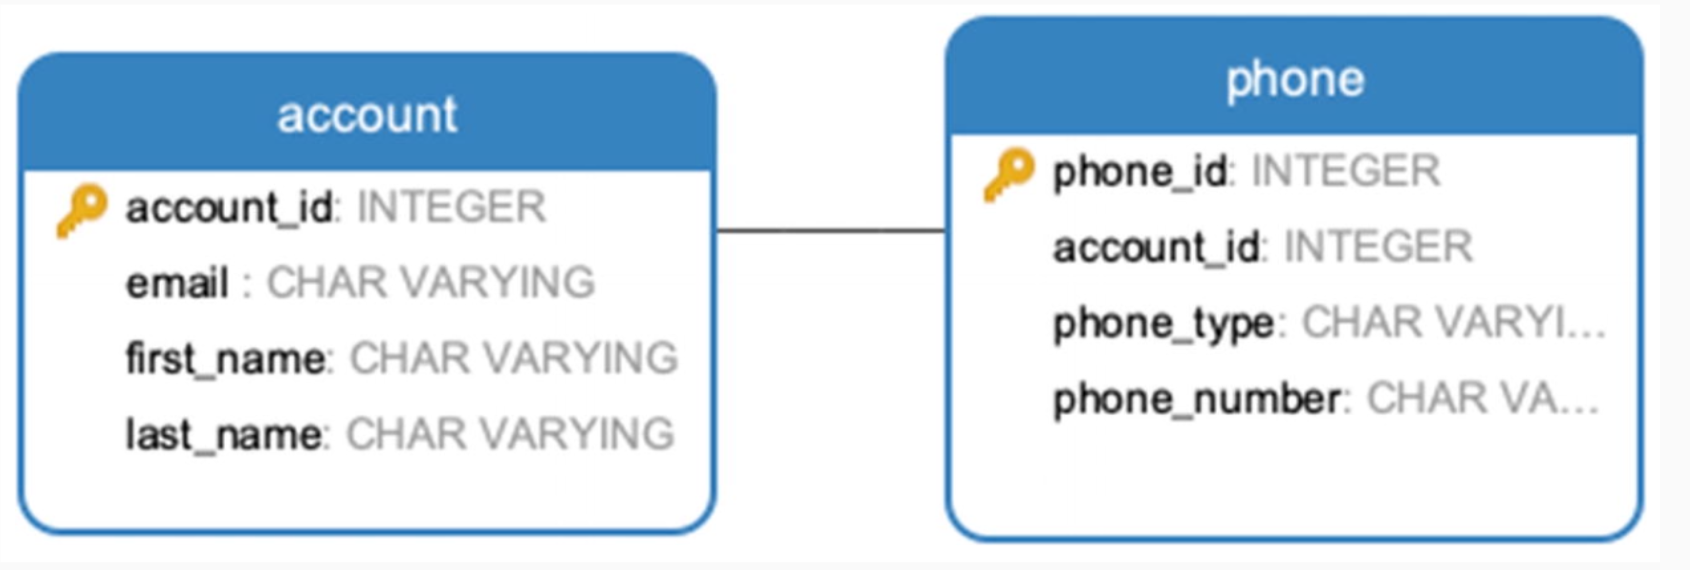 account
account_id: INTEGER
email : CHAR VARYING
first_name: CHAR VARYING
last_name: CHAR VARYING
phone
phone_id: INTEGER
account_id: INTEGER
phone_type: CHAR VARYI...
phone_number: CHAR VA...